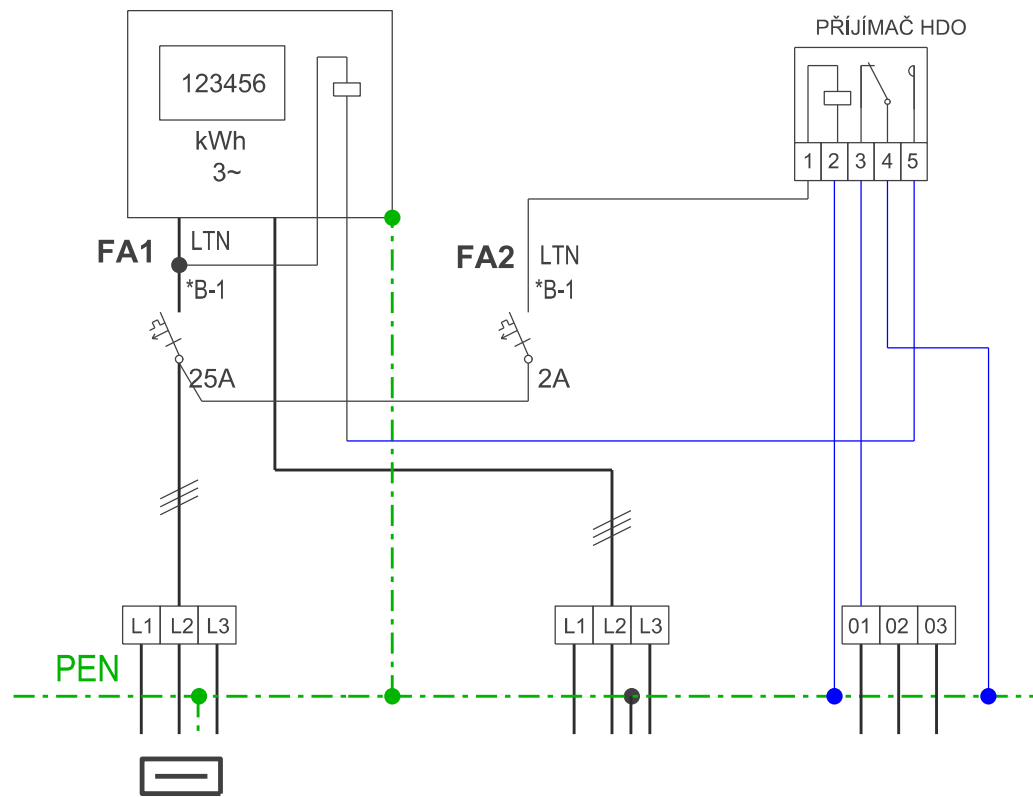 PŘÍJÍMAČ HDO
123456
kWh
3~
1 2 3 4 5
FA1
LTN
*B-1
25A
FA2
LTN
*B-1
2A
L1 L2 L3
L1 L2 L3
01 02 03
PEN